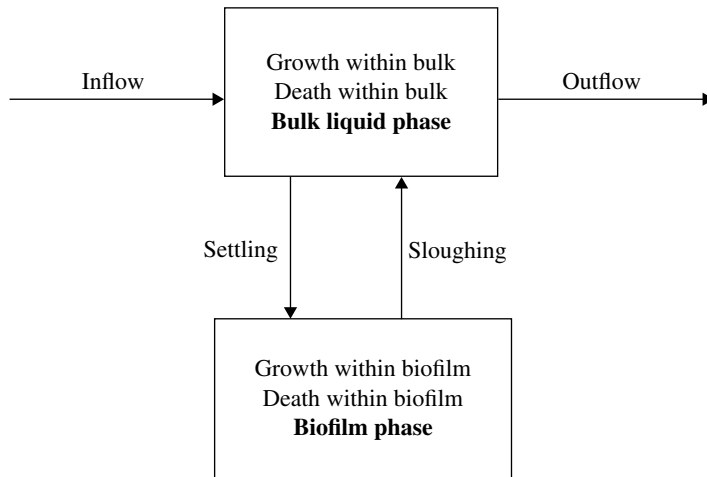 Inflow
Growth within bulk
Death within bulk
Bulk liquid phase
Outflow
Settling
Sloughing
Growth within biofilm
Death within biofilm
Biofilm phase